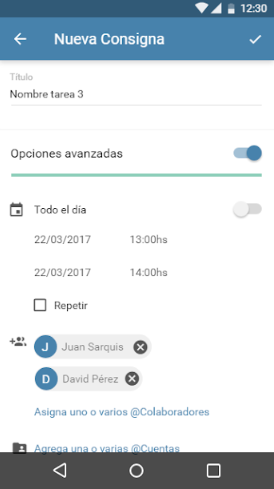 12:30
Nueva Consigna
Título
Nombre tarea 3
Opciones avanzadas
Todo el día
22/03/2017 13:00hs
22/03/2017 14:00hs
Repetir
J Juan Sarquis
D David Pérez
Asigna uno o varios @Colaboradores
Agrega una o varias @Cuentas